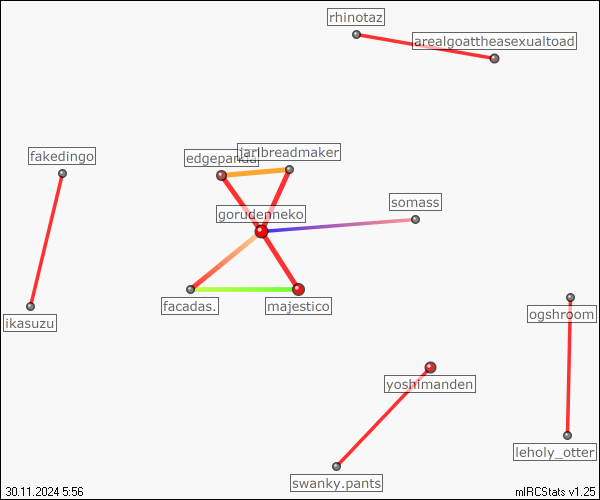 rhinotaz
arealgoattheasexualtoad
fakedingo
edgepanda
jarlbreadmaker
somass
gorudenneko
facadas.
majestico
ogshroom
ikasuzu
yoshimanden
leholy_otter
swanky.pants
30.11.2024 5:56
mIRCStats v1.25